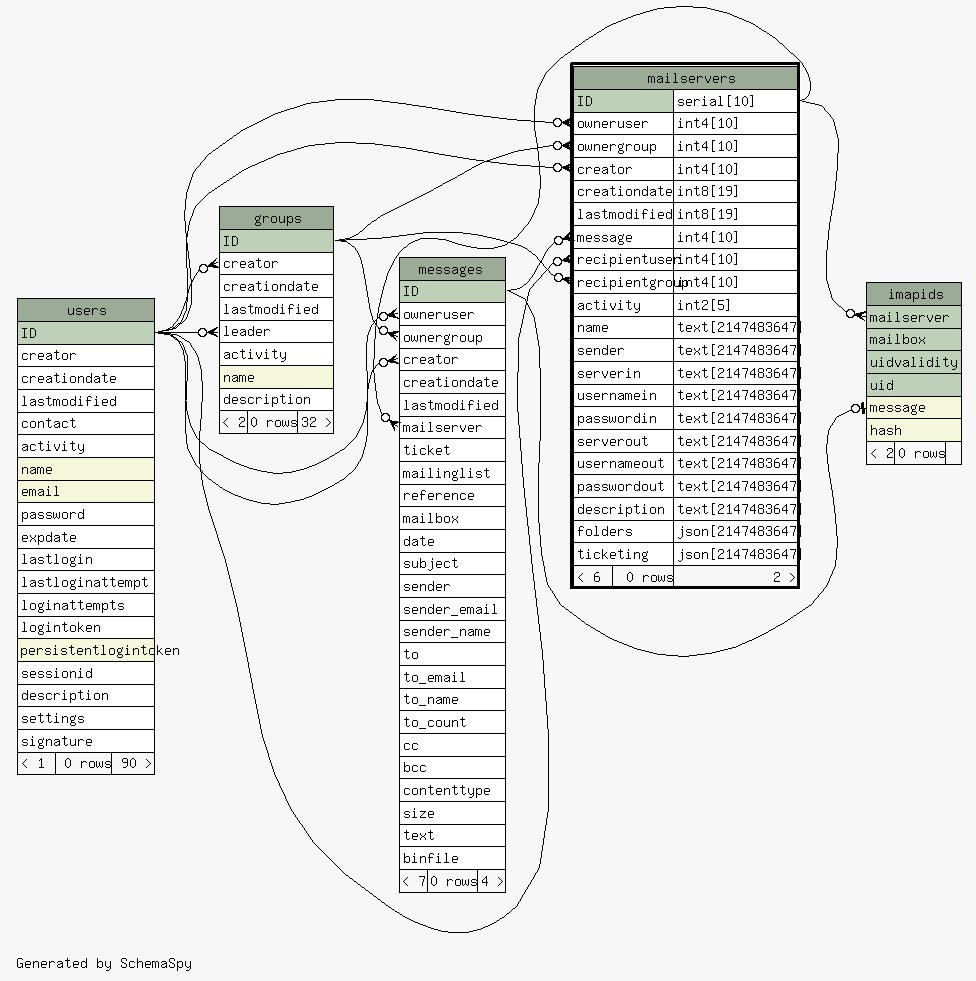 users
ID
creator
creationdate
lastmodified
contact
activity
name
email
password
expdate
lastlogin
lastloginattempt
loginattempts
logintoken
persistentlogintoken
sessionid
description
settings
signature
< 1 0 rows 90 >
groups
ID
creator
creationdate
lastmodified
leader
activity
name
description
< 2 0 rows 32 >
messages
ID
owneruser
ownergroup
creator
creationdate
lastmodified
mailserver
ticket
mailinglist
reference
mailbox
date
subject
sender
sender_email
sender_name
to
to_email
to_name
to_count
cc
bcc
contenttype
size
text
binfile
< 7 0 rows 4 >
mailservers
ID serial[10]
owneruser int4[10]
ownergroup int4[10]
creator int4[10]
creationdate int8[19]
lastmodified int8[19]
message int4[10]
recipientuser int4[10]
recipientgroup int4[10]
activity int2[5]
name text[2147483647]
sender text[2147483647]
serverin text[2147483647]
usernamein text[2147483647]
passwordin text[2147483647]
serverout text[2147483647]
usernameout text[2147483647]
passwordout text[2147483647]
description text[2147483647]
folders json[2147483647]
ticketing json[2147483647]
< 6 0 rows 2 >
imapids
mailserver
mailbox
uidvalidity
uid
message
hash
< 2 0 rows
Generated by SchemaSpy